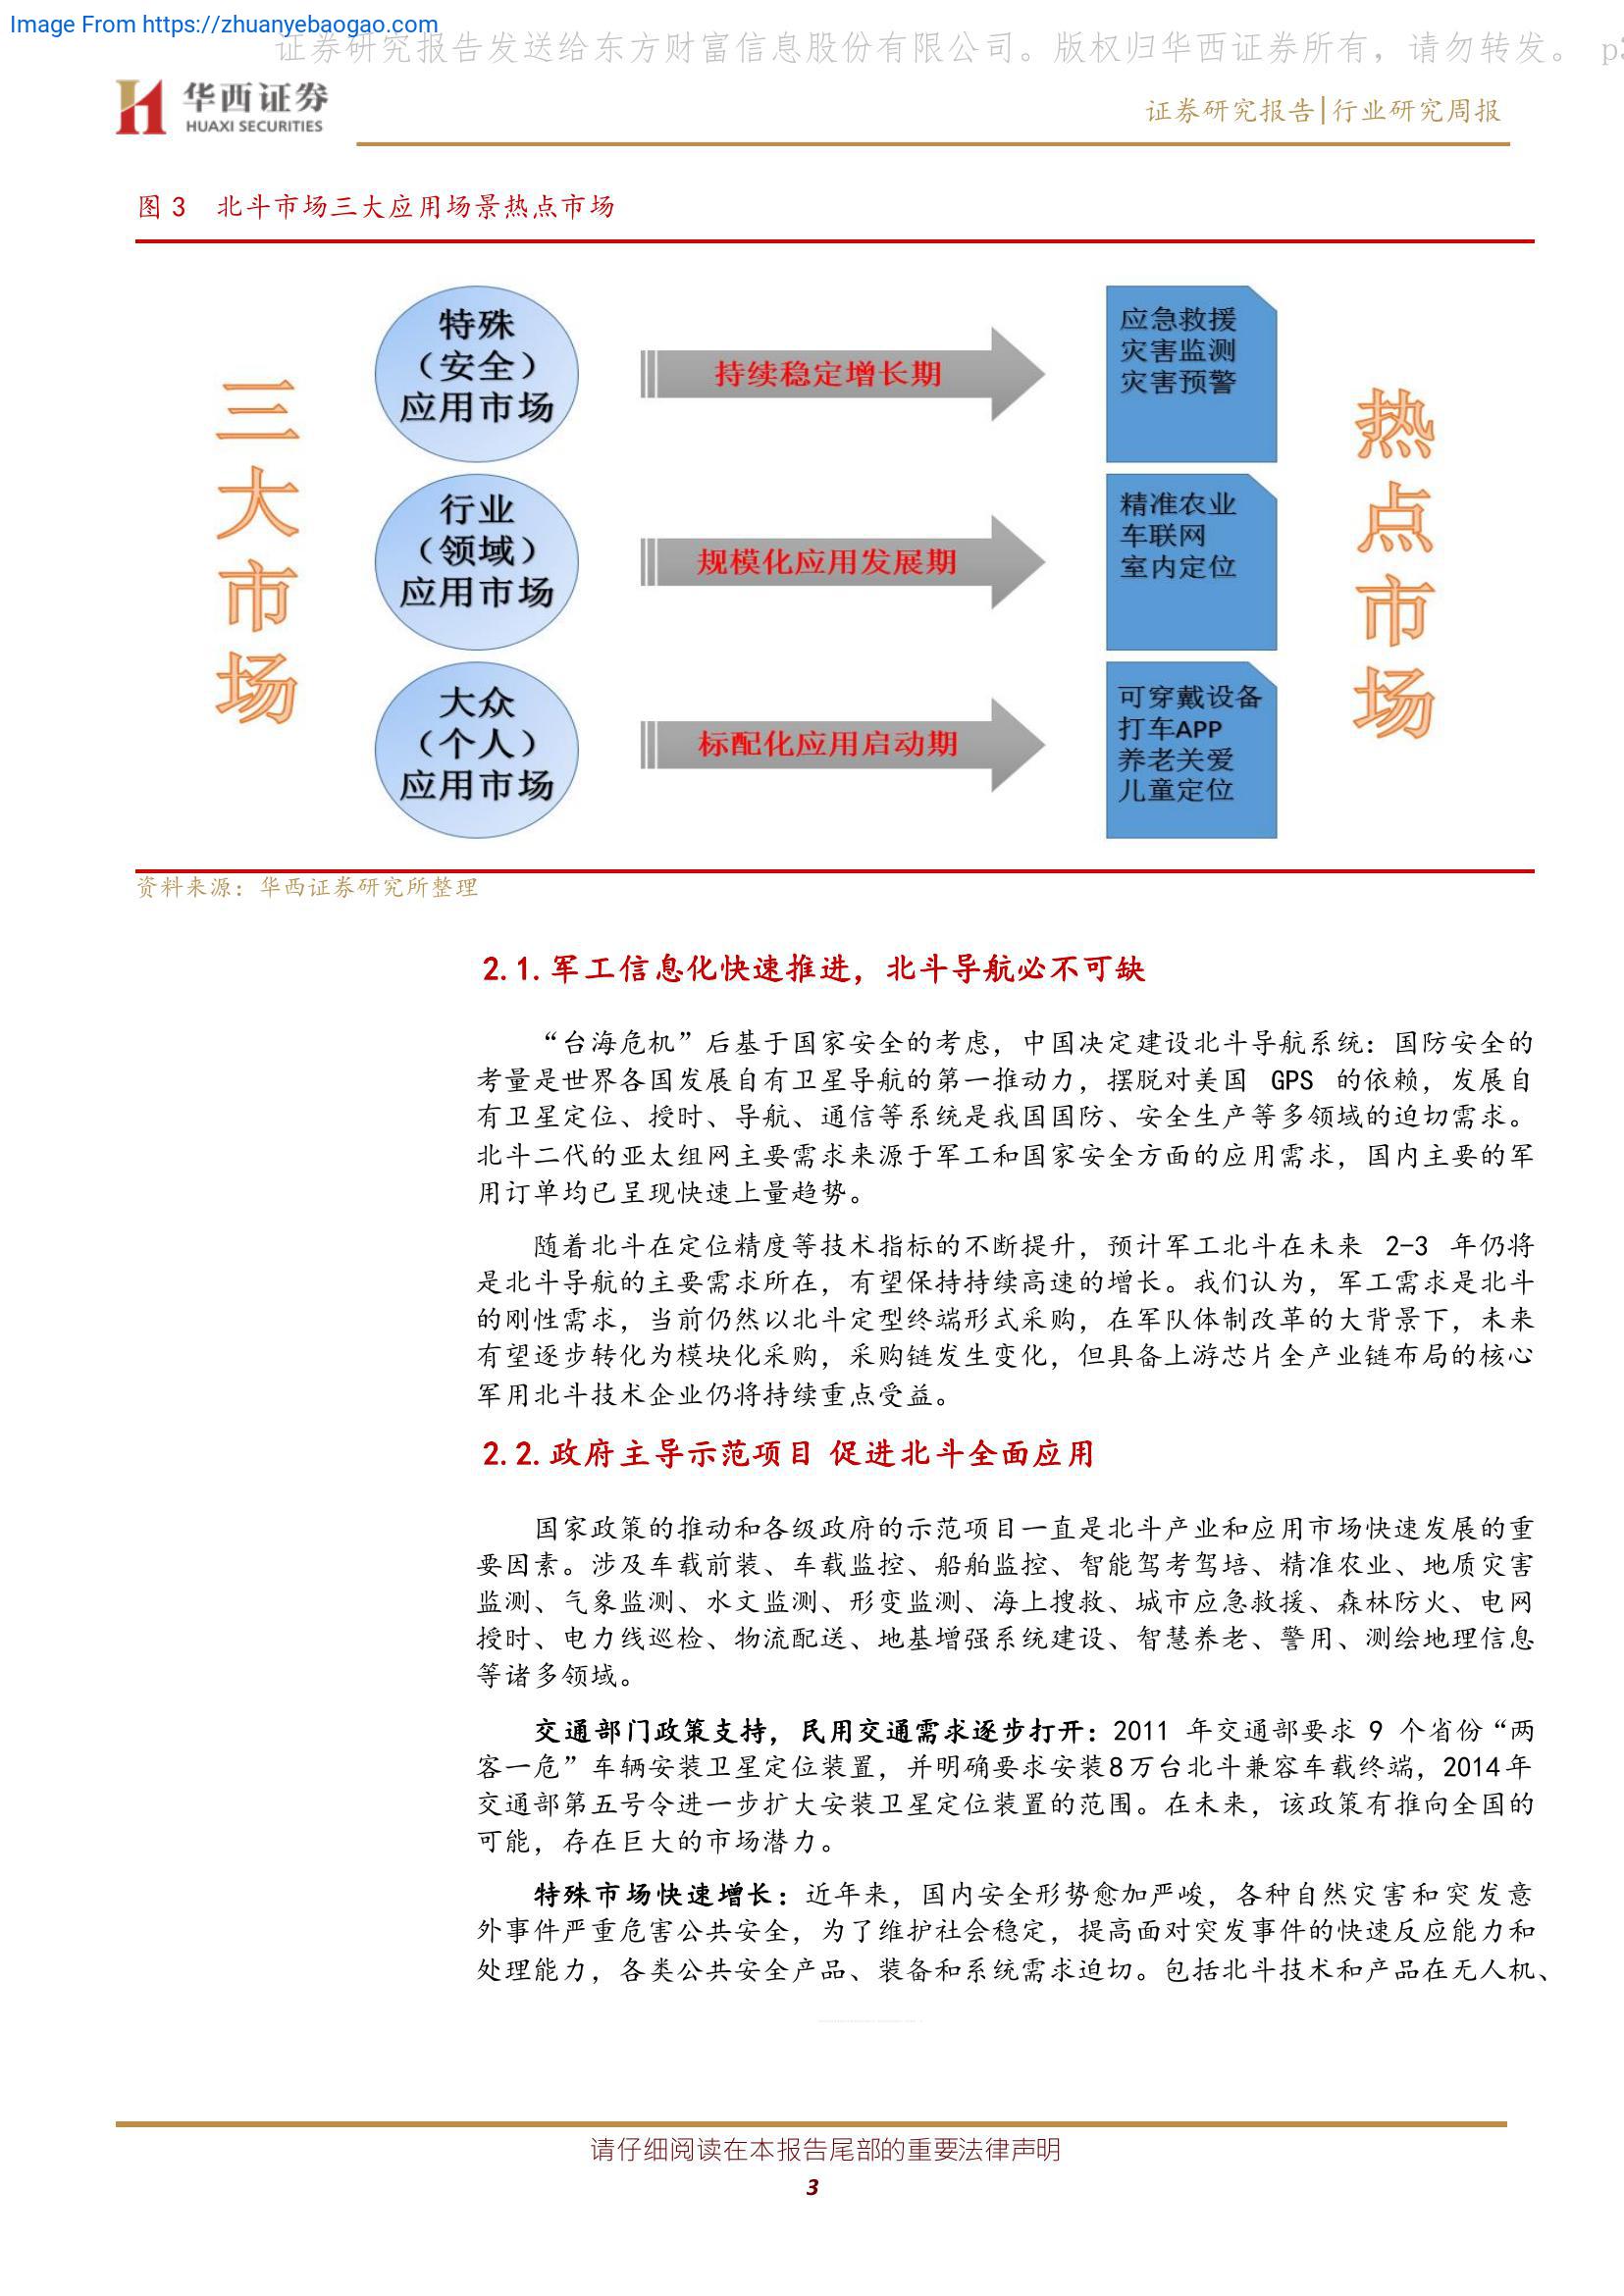 Image From https://zhuanyebaogao.com
证券研究报告发送给东方财富信息股份有限公司。版权归华西证券所有，请勿转发。 p3
华西证券
HUAXI SECURITIES
证券研究报告|行业研究周报
图 3 北斗市场三大应用场景热点市场
三大市场
特殊
（安全）
应用市场
持续稳定增长期
应急救援
灾害监测
灾害预警
行业
（领域）
应用市场
规模化应用发展期
精准农业
车联网
室内定位
大众
（个人）
应用市场
标配化应用启动期
可穿戴设备
打车APP
养老关爱
儿童定位
热点市场
资料来源：华西证券研究所整理
2.1.军工信息化快速推进，北斗导航必不可缺
“台海危机”后基于国家安全的考虑，中国决定建设北斗导航系统：国防安全的
考量是世界各国发展自有卫星导航的第一推动力，摆脱对美国 GPS 的依赖，发展自
有卫星定位、授时、导航、通信等系统是我国国防、安全生产等多领域的迫切需求。
北斗二代的亚太组网主要需求来源于军工和国家安全方面的应用需求，国内主要的军
用订单均已呈现快速上量趋势。
随着北斗在定位精度等技术指标的不断提升，预计军工北斗在未来 2-3 年仍将
是北斗导航的主要需求所在，有望保持持续高速的增长。我们认为，军工需求是北斗
的刚性需求，当前仍然以北斗定型终端形式采购，在军队体制改革的大背景下，未来
有望逐步转化为模块化采购，采购链发生变化，但具备上游芯片全产业链布局的核心
军用北斗技术企业仍将持续重点受益。
2.2.政府主导示范项目 促进北斗全面应用
国家政策的推动和各级政府的示范项目一直是北斗产业和应用市场快速发展的重
要因素。涉及车载前装、车载监控、船舶监控、智能驾考驾培、精准农业、地质灾害
监测、气象监测、水文监测、形变监测、海上搜救、城市应急救援、森林防火、电网
授时、电力线巡检、物流配送、地基增强系统建设、智慧养老、警用、测绘地理信息
等诸多领域。
交通部门政策支持，民用交通需求逐步打开：2011 年交通部要求 9 个省份“两
客一危”车辆安装卫星定位装置，并明确要求安装8万台北斗兼容车载终端，2014年
交通部第五号令进一步扩大安装卫星定位装置的范围。在未来，该政策有推向全国的
可能，存在巨大的市场潜力。
特殊市场快速增长：近年来，国内安全形势愈加严峻，各种自然灾害和突发意
外事件严重危害公共安全，为了维护社会稳定，提高面对突发事件的快速反应能力和
处理能力，各类公共安全产品、装备和系统需求迫切。包括北斗技术和产品在无人机、
请仔细阅读在本报告尾部的重要法律声明
3